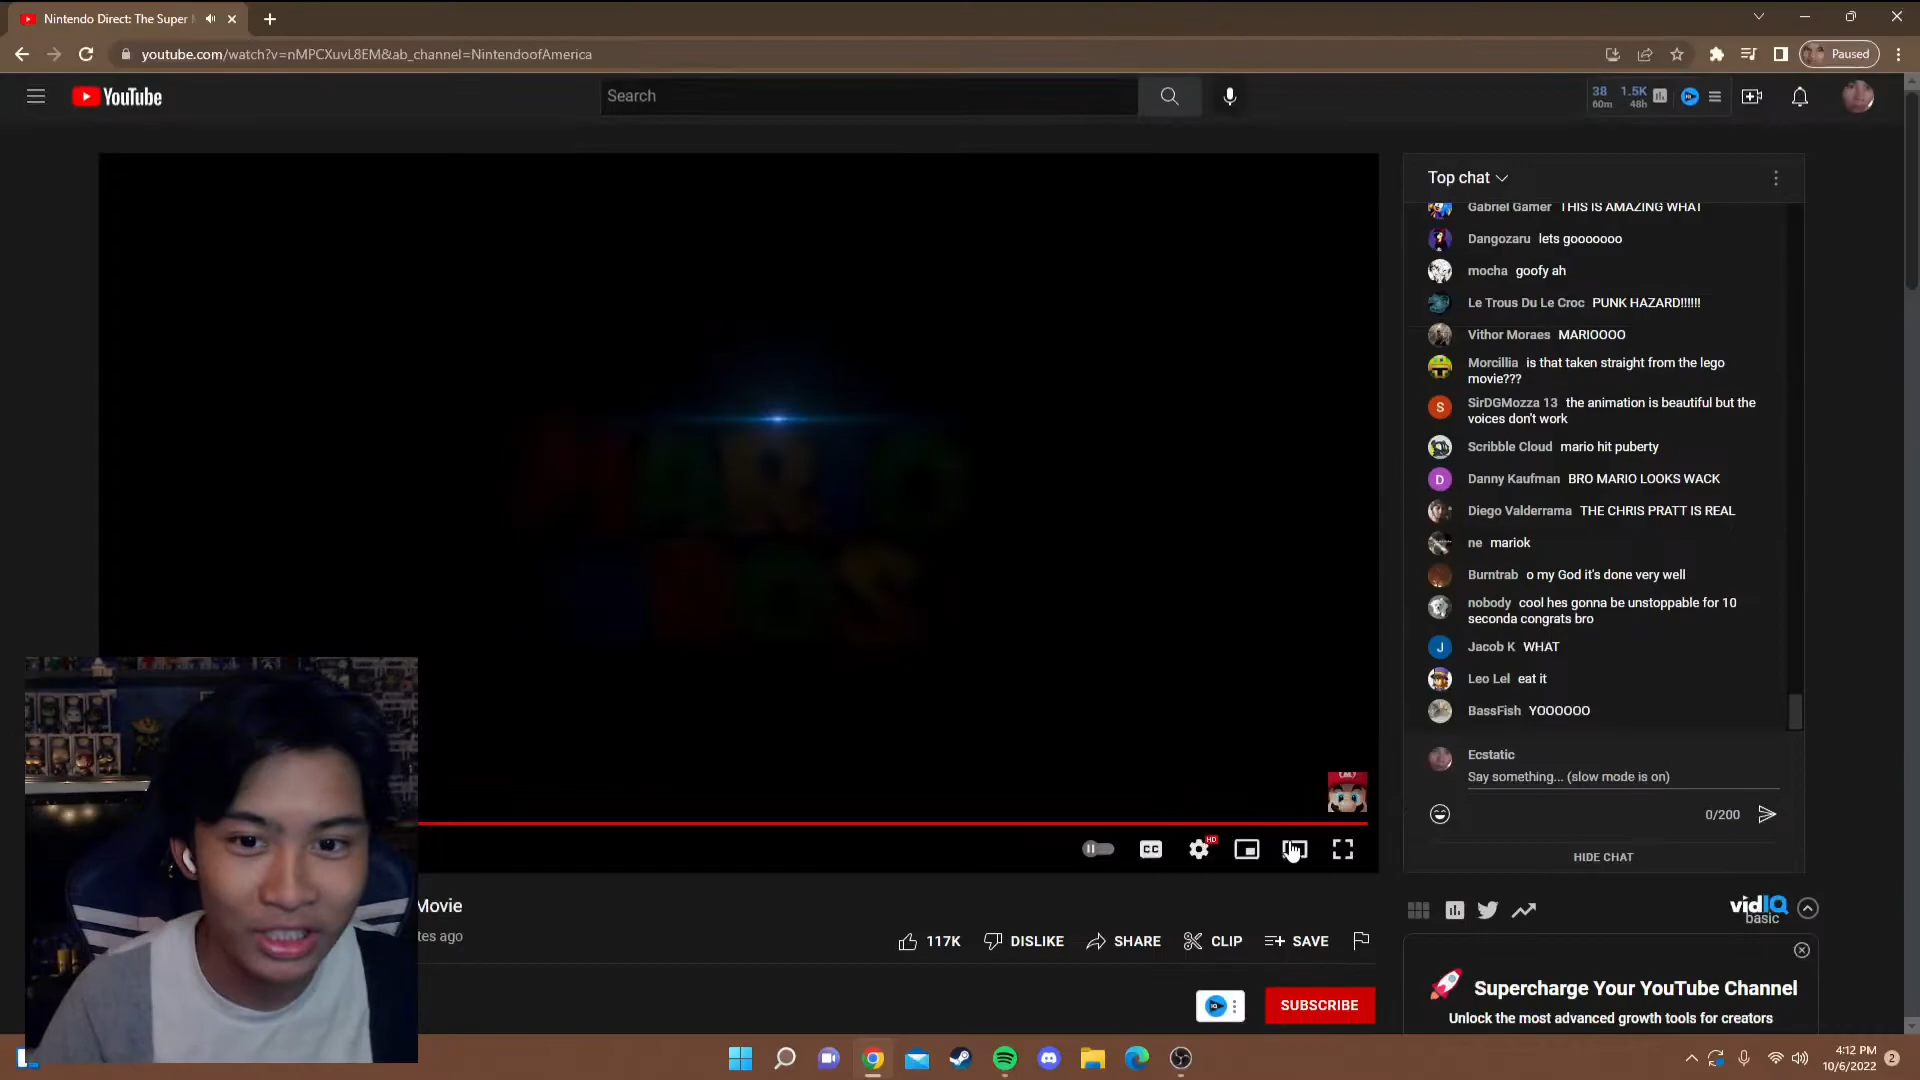 Nintendo Direct: The Super
youtube.com/watch?v=nMPCXuvL8EM&ab_channel=NintendoofAmerica
Paused
YouTube
Search
38 1.5K
60m 48h
Top chat
Gabriel Gamer THIS IS AMAZING WHAT
Dangozaru lets gooooooo
mocha goofy ah
Le Trous Du Le Croc PUNK HAZARD!!!!!!
Vithor Moraes MARIOOOO
Morcillia is that taken straight from the lego
movie???
SirDGMozza 13 the animation is beautiful but the
voices don't work
Scribble Cloud mario hit puberty
Danny Kaufman BRO MARIO LOOKS WACK
Diego Valderrama THE CHRIS PRATT IS REAL
ne mariok
Burntrab o my God it's done very well
nobody cool hes gonna be unstoppable for 10
seconda congrats bro
Jacob K WHAT
Leo Lel eat it
BassFish YOOOOOO
Ecstatic
Say something... (slow mode is on)
0/200
HIDE CHAT
MARIO
BROS
CC
HD
Movie
tes ago
117K DISLIKE SHARE CLIP SAVE
SUBSCRIBE
vidIQ
basic
Supercharge Your YouTube Channel
Unlock the most advanced growth tools for creators
4:12 PM
10/6/2022
2